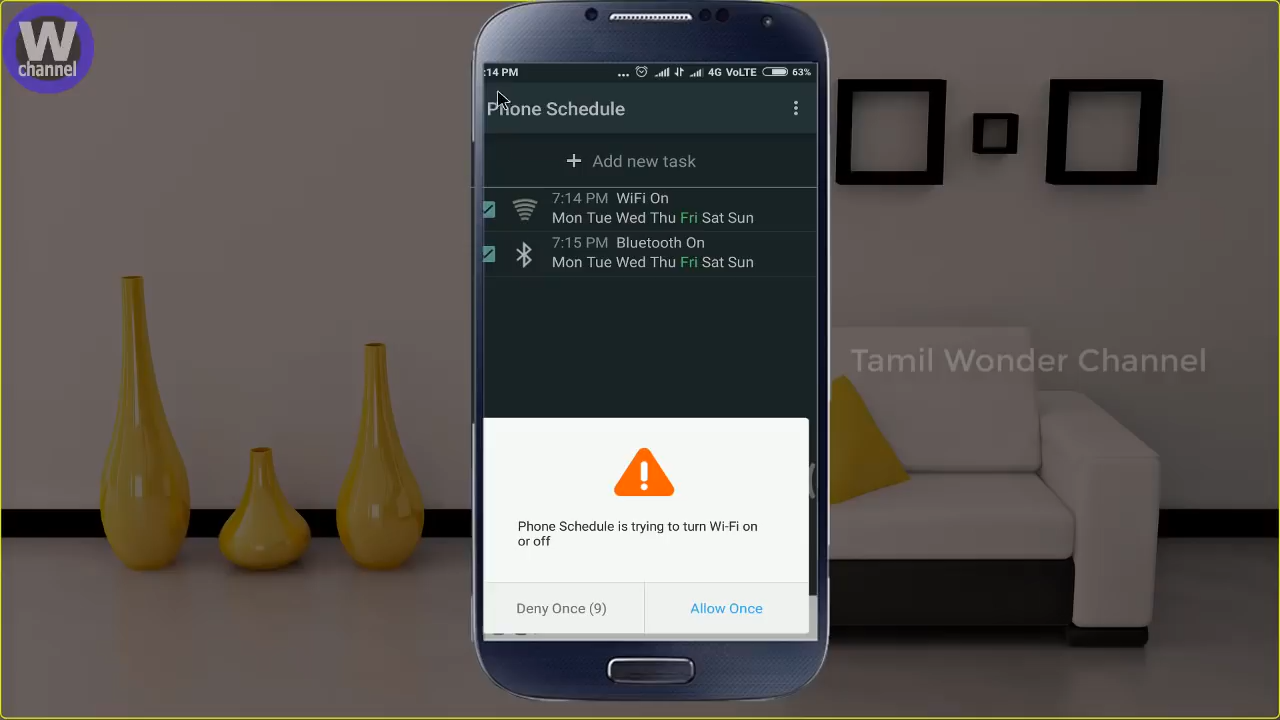 W
channel
:14 PM
... 4G VoLTE 63%
Phone Schedule
+ Add new task
7:14 PM WiFi On
Mon Tue Wed Thu Fri Sat Sun
7:15 PM Bluetooth On
Mon Tue Wed Thu Fri Sat Sun
Tamil Wonder Channel
Phone Schedule is trying to turn Wi-Fi on
or off
Deny Once (9)
Allow Once